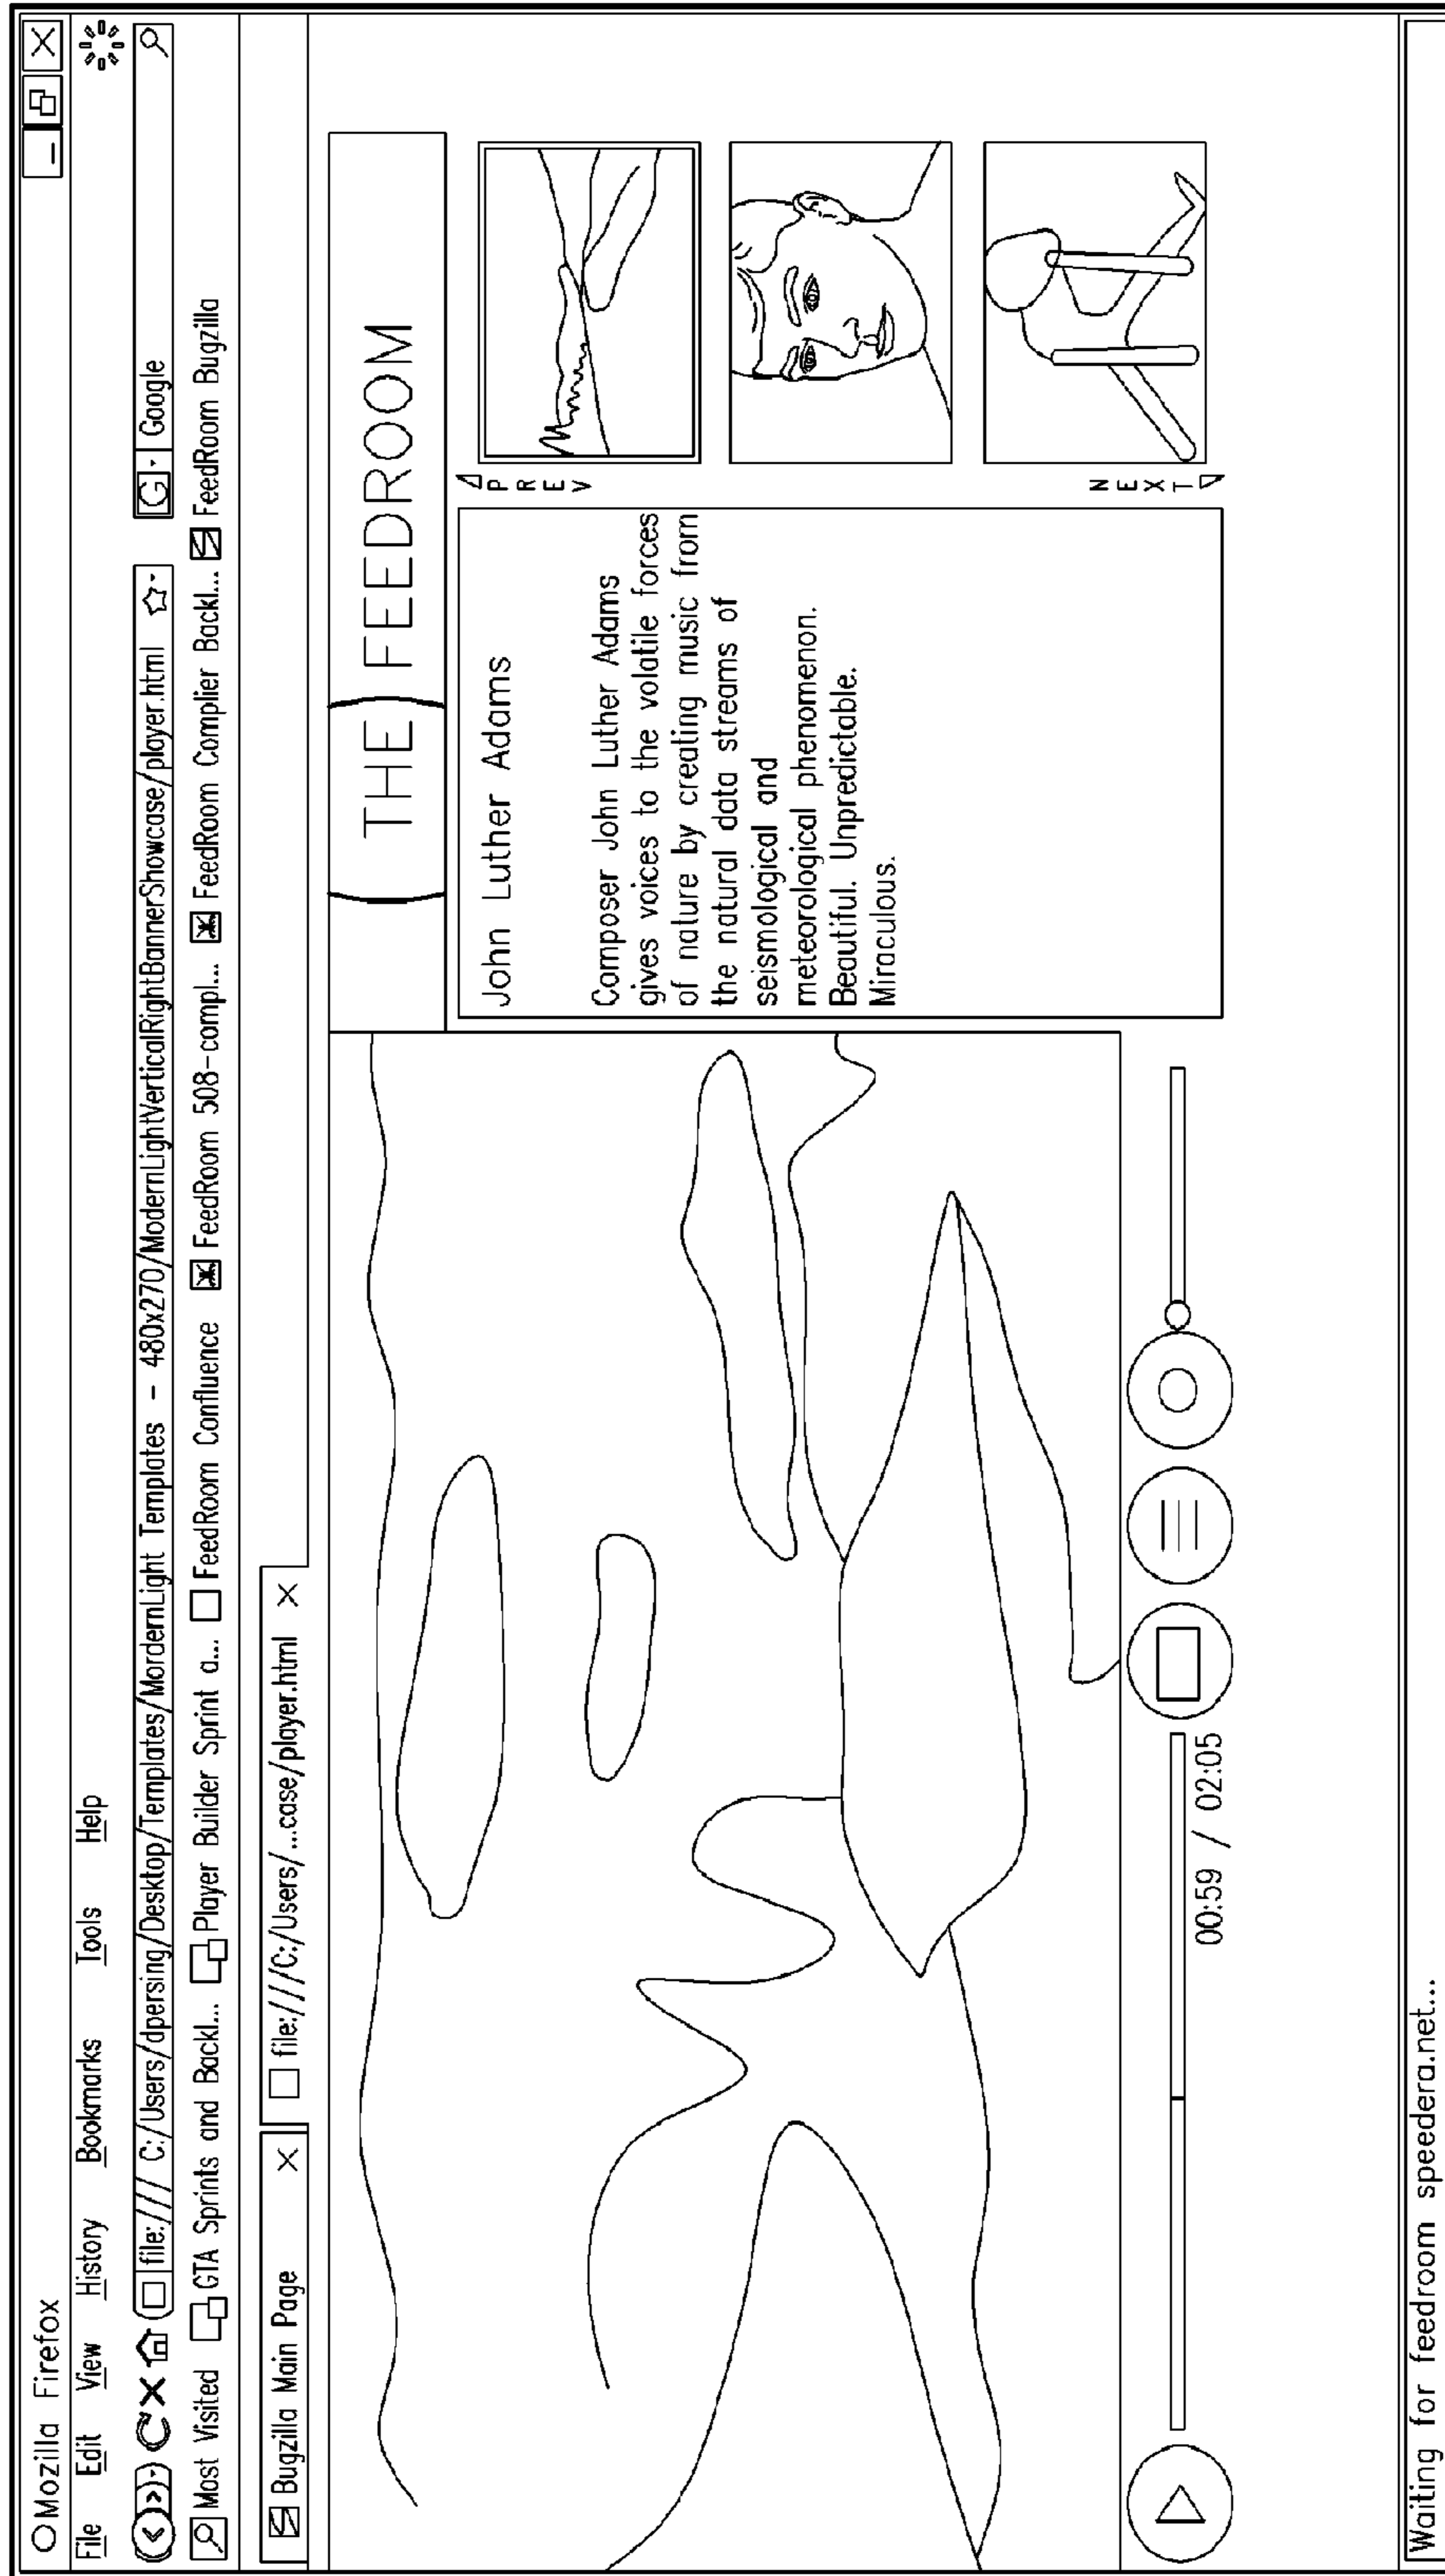 Mozilla Firefox
File Edit View History Bookmarks Tools Help
file:/// C:/Users/dpersing/Desktop/Templates/MordernLight Templates - 480x270/ModernLightVerticalRightBannerShowcase/player.html
G Google
Most Visited GTA Sprints and Backl... Player Builder Sprint a... FeedRoom Confluence FeedRoom 508-compl... FeedRoom Complier Backl... FeedRoom Bugzilla
Bugzilla Main Page X file:///C:/Users/...case/player.html X
(THE) FEEDROOM
John Luther Adams
Composer John Luther Adams
gives voices to the volatile forces
of nature by creating music from
the natural data streams of
seismological and
meteorological phenomenon.
Beautiful. Unpredictable.
Miraculous.
PREV
NEXT
00:59 / 02:05
Waiting for feedroom speedera.net...